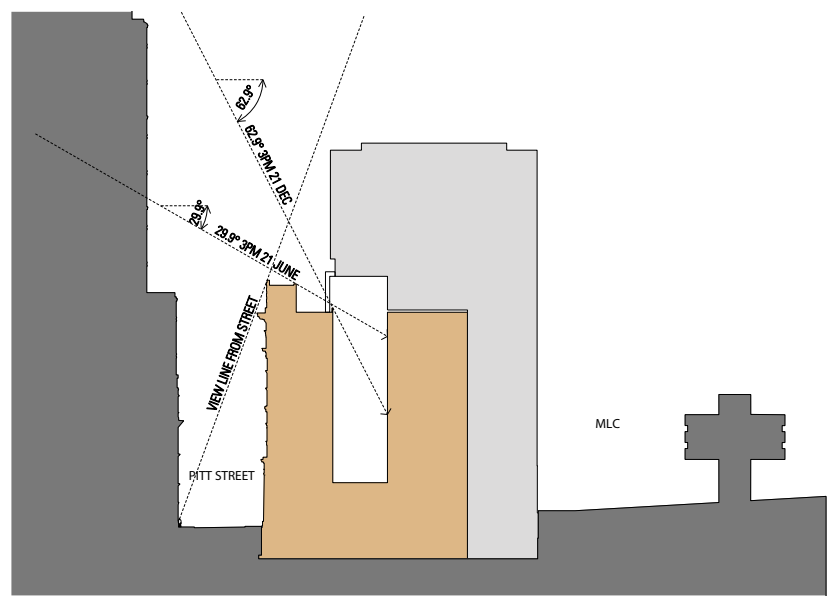 62.9°
62.9° 3PM 21 DEC
29.9°
29.9° 3PM 21 JUNE
VIEW LINE FROM STREET
MLC
PITT STREET